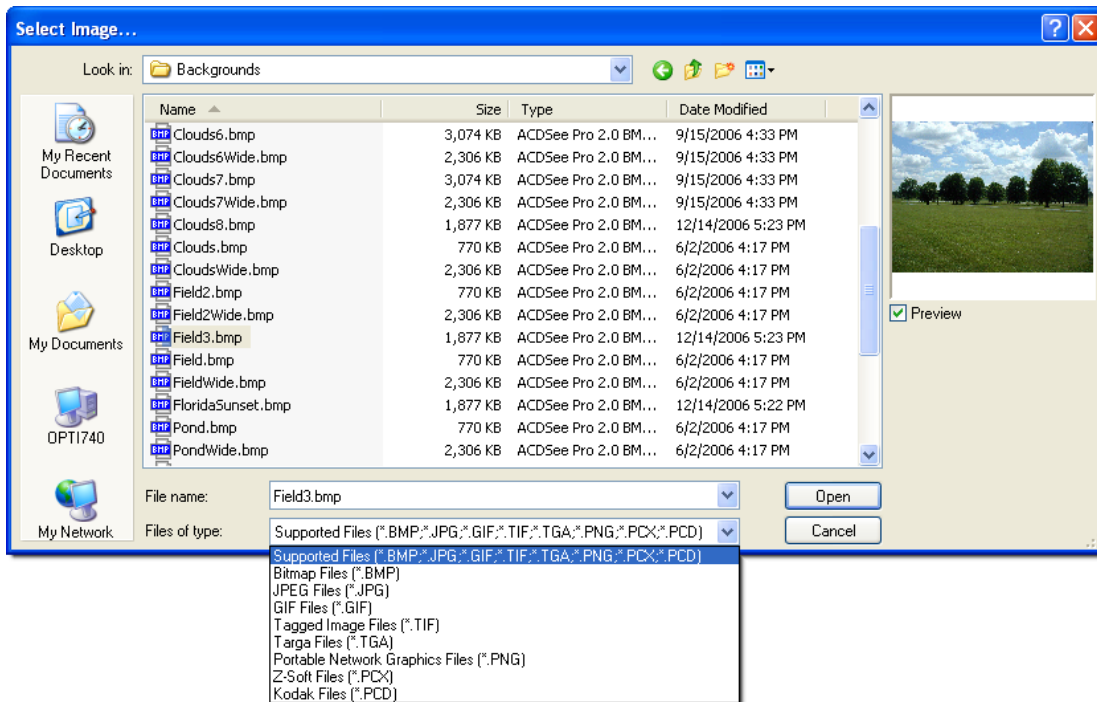 Select Image...
Look in: Backgrounds
Name Size Type Date Modified
Clouds6.bmp 3,074 KB ACDSee Pro 2.0 BM... 9/15/2006 4:33 PM
Clouds6Wide.bmp 2,306 KB ACDSee Pro 2.0 BM... 9/15/2006 4:33 PM
Clouds7.bmp 3,074 KB ACDSee Pro 2.0 BM... 9/15/2006 4:33 PM
Clouds7Wide.bmp 2,306 KB ACDSee Pro 2.0 BM... 9/15/2006 4:33 PM
Clouds8.bmp 1,877 KB ACDSee Pro 2.0 BM... 12/14/2006 5:23 PM
Clouds.bmp 770 KB ACDSee Pro 2.0 BM... 6/2/2006 4:17 PM
CloudsWide.bmp 2,306 KB ACDSee Pro 2.0 BM... 6/2/2006 4:17 PM
Field2.bmp 770 KB ACDSee Pro 2.0 BM... 6/2/2006 4:17 PM
Field2Wide.bmp 2,306 KB ACDSee Pro 2.0 BM... 6/2/2006 4:17 PM
Field3.bmp 1,877 KB ACDSee Pro 2.0 BM... 12/14/2006 5:23 PM
Field.bmp 770 KB ACDSee Pro 2.0 BM... 6/2/2006 4:17 PM
FieldWide.bmp 2,306 KB ACDSee Pro 2.0 BM... 6/2/2006 4:17 PM
FloridaSunset.bmp 1,877 KB ACDSee Pro 2.0 BM... 12/14/2006 5:22 PM
Pond.bmp 770 KB ACDSee Pro 2.0 BM... 6/2/2006 4:17 PM
PondWide.bmp 2,306 KB ACDSee Pro 2.0 BM... 6/2/2006 4:17 PM
My Recent
Documents
Desktop
My Documents
OPTI740
My Network
Preview
File name: Field3.bmp Open
Files of type: Supported Files (*.BMP;*.JPG;*.GIF;*.TIF;*.TGA;*.PNG;*.PCX;*.PCD) Cancel
Supported Files (*.BMP;*.JPG;*.GIF;*.TIF;*.TGA;*.PNG;*.PCX;*.PCD)
Bitmap Files (*.BMP)
JPEG Files (*.JPG)
GIF Files (*.GIF)
Tagged Image Files (*.TIF)
Targa Files (*.TGA)
Portable Network Graphics Files (*.PNG)
Z-Soft Files (*.PCX)
Kodak Files (*.PCD)